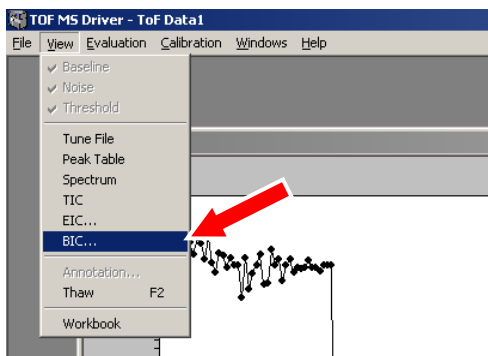 TOF MS Driver - ToF Data1
File View Evaluation Calibration Windows Help
Baseline
Noise
Threshold
Tune File
Peak Table
Spectrum
TIC
EIC...
BIC...
Annotation...
Thaw F2
Workbook